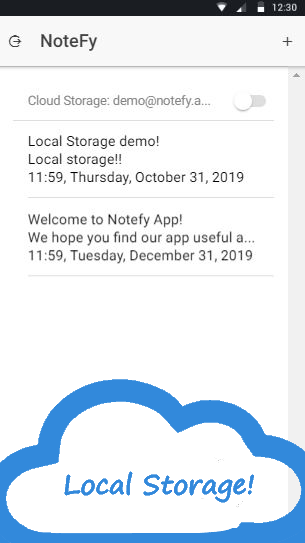 12:30
NoteFy
+
Cloud Storage: demo@notefy.a...
Local Storage demo!
Local storage!!
11:59, Thursday, October 31, 2019
Welcome to Notefy App!
We hope you find our app useful a...
11:59, Tuesday, December 31, 2019
Local Storage!